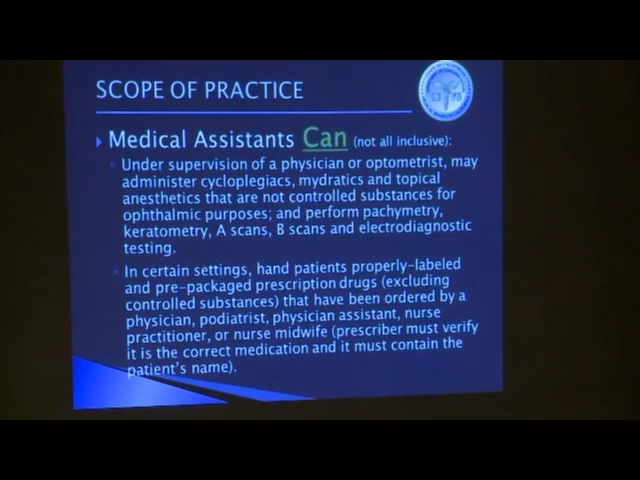 SCOPE OF PRACTICE
Medical Assistants Can (not all inclusive):
Under supervision of a physician or optometrist, may
administer cycloplegiacs, mydratics and topical
anesthetics that are not controlled substances for
ophthalmic purposes; and perform pachymetry,
keratometry, A scans, B scans and electrodiagnostic
testing.
In certain settings, hand patients properly-labeled
and pre-packaged prescription drugs (excluding
controlled substances) that have been ordered by a
physician, podiatrist, physician assistant, nurse
practitioner, or nurse midwife (prescriber must verify
it is the correct medication and it must contain the
patient's name).